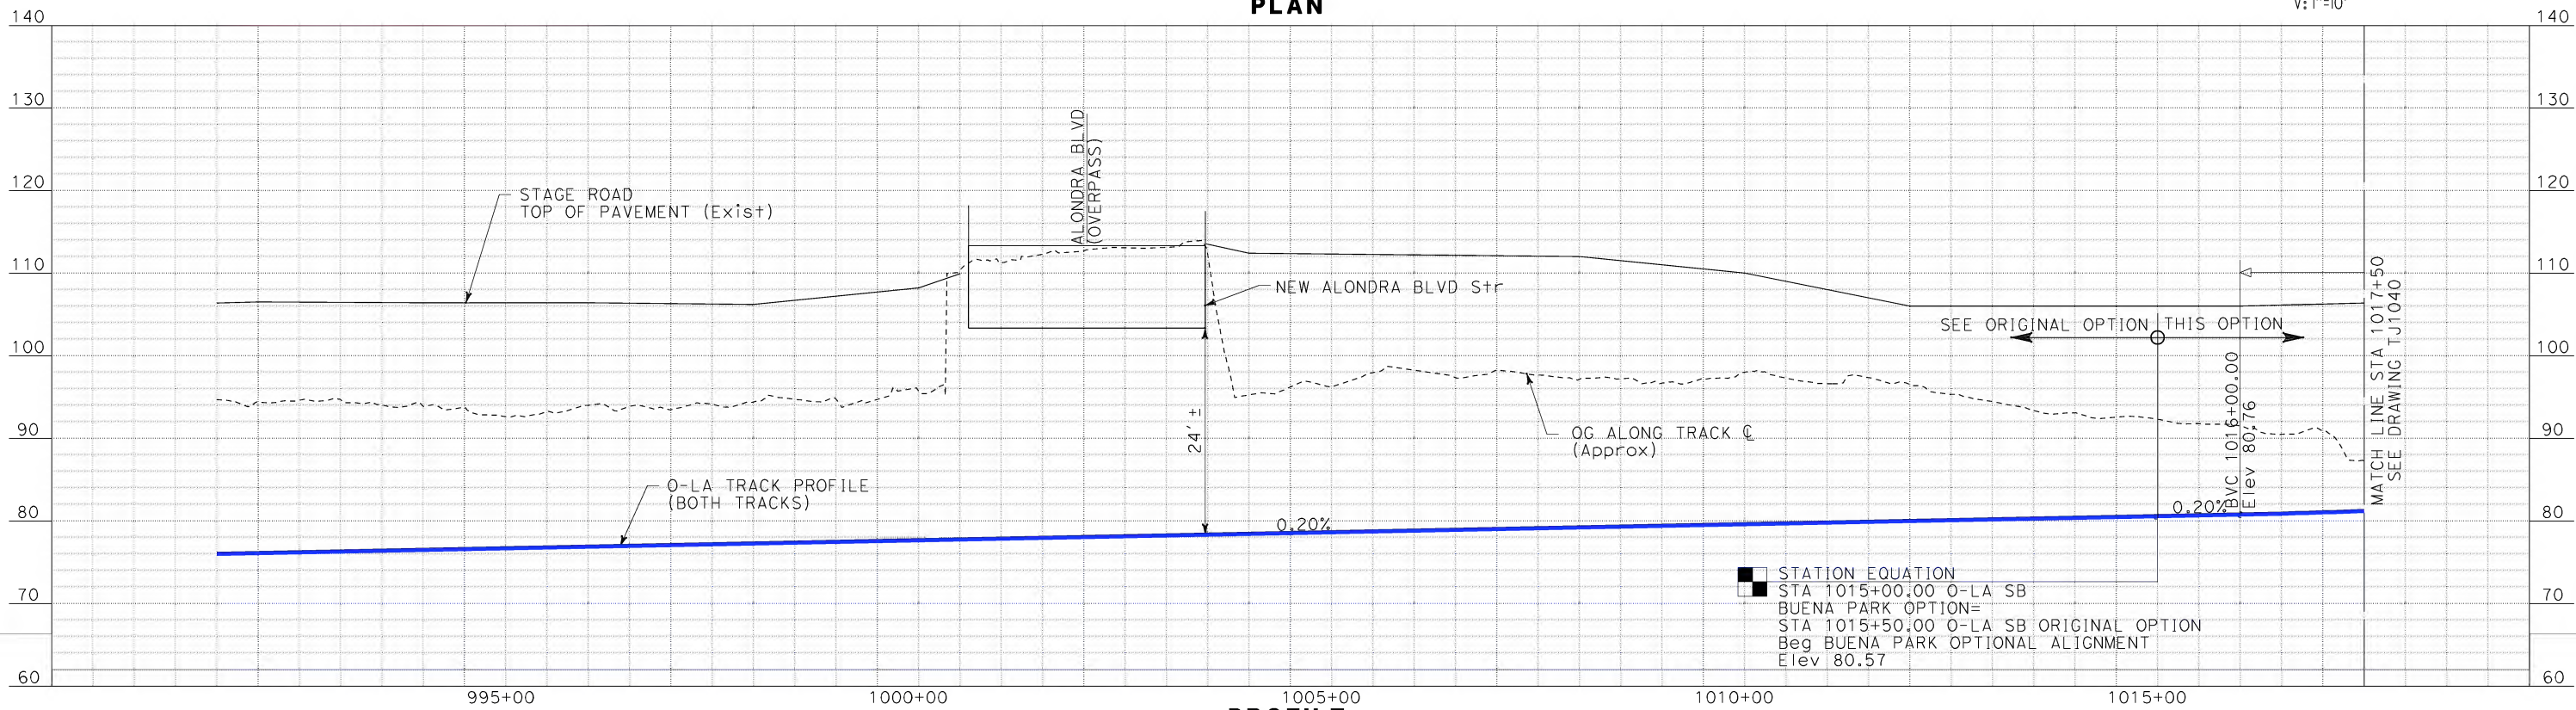 PLAN
V: 1"=10'
140
130
120
110
100
90
80
70
60
140
130
120
110
100
90
80
70
60
STAGE ROAD
TOP OF PAVEMENT (Exist)
ALONDRA BLVD
(OVERPASS)
NEW ALONDRA BLVD Str
24' ±
O-LA TRACK PROFILE
(BOTH TRACKS)
0.20%
OG ALONG TRACK ℄
(Approx)
SEE ORIGINAL OPTION
THIS OPTION
0.20%
BVC 1016+00.00
Elev 80.76
MATCH LINE STA 1017+50
SEE DRAWING TJ1040
STATION EQUATION
STA 1015+00.00 O-LA SB
BUENA PARK OPTION=
STA 1015+50.00 O-LA SB ORIGINAL OPTION
Beg BUENA PARK OPTIONAL ALIGNMENT
Elev 80.57
995+00
1000+00
1005+00
1010+00
1015+00
PROFILE